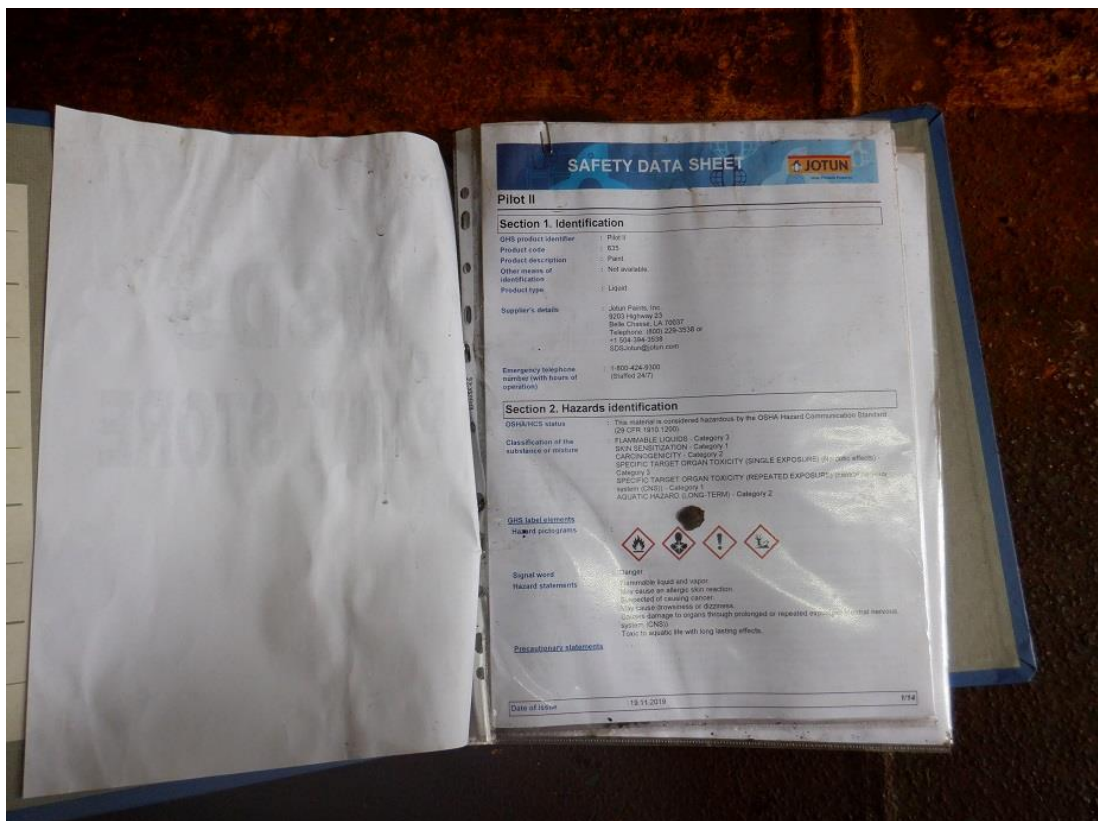 SAFETY DATA SHEET
JOTUN
Pilot II
Section 1. Identification
GHS product identifier : Pilot II
Product code : 635
Product description : Paint.
Other means of identification : Not available.
Product type : Liquid.
Supplier's details : Jotun Paints, Inc.
9203 Highway 23
Belle Chasse, LA 70037
Telephone: (800) 229-3538 or
+1 504-394-3538
SDSJotun@jotun.com
Emergency telephone : 1-800-424-9300
number (with hours of (Staffed 24/7)
operation)
Section 2. Hazards identification
OSHA/HCS status : This material is considered hazardous by the OSHA Hazard Communication Standard
(29 CFR 1910.1200).
Classification of the : FLAMMABLE LIQUIDS - Category 3
substance or mixture SKIN SENSITIZATION - Category 1
CARCINOGENICITY - Category 2
SPECIFIC TARGET ORGAN TOXICITY (SINGLE EXPOSURE) (Narcotic effects) -
Category 3
SPECIFIC TARGET ORGAN TOXICITY (REPEATED EXPOSURE)
system (CNS)) - Category 1
AQUATIC HAZARD (LONG-TERM) - Category 2
GHS label elements
Hazard pictograms
Signal word Danger
Hazard statements Flammable liquid and vapor.
May cause an allergic skin reaction.
Suspected of causing cancer.
May cause drowsiness or dizziness.
Causes damage to organs through prolonged or repeated nervous
system (CNS))
Toxic to aquatic life with long lasting effects.
Precautionary statements
Date of issue 19.11.2019 1/14